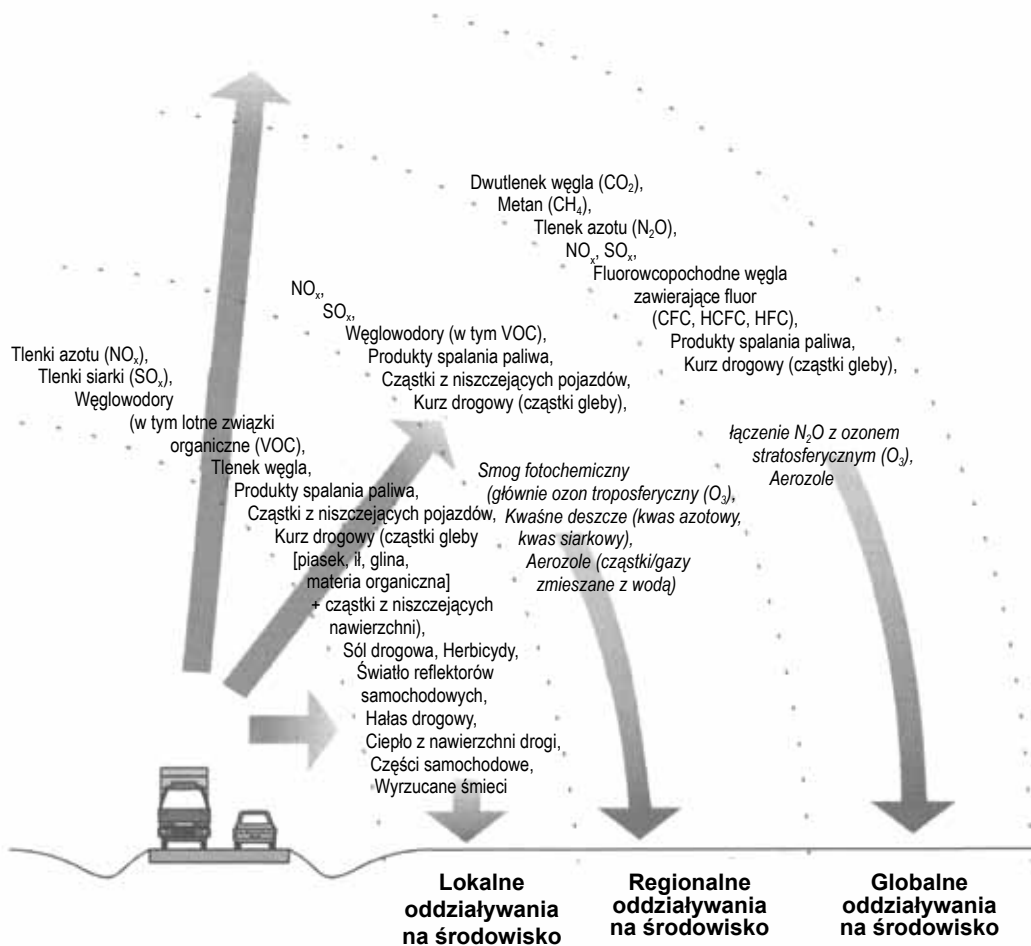 Tlenki azotu (NOₓ),
Tlenki siarki (SOₓ),
Węglowodory
(w tym lotne związki
organiczne (VOC),
Tlenek węgla,
Produkty spalania paliwa,
Cząstki z niszczejących pojazdów,
Kurz drogowy (cząstki gleby
[piasek, ił, glina,
materia organiczna]
+ cząstki z niszczejących
nawierzchni),
Sól drogowa, Herbicydy,
Światło reflektorów
samochodowych,
Hałas drogowy,
Ciepło z nawierzchni drogi,
Części samochodowe,
Wyrzucane śmieci
NOₓ,
SOₓ,
Węglowodory (w tym VOC),
Produkty spalania paliwa,
Cząstki z niszczejących pojazdów,
Kurz drogowy (cząstki gleby),
Smog fotochemiczny
(głównie ozon troposferyczny (O₃),
Kwaśne deszcze (kwas azotowy,
kwas siarkowy),
Aerozole (cząstki/gazy
zmieszane z wodą)
Dwutlenek węgla (CO₂),
Metan (CH₄),
Tlenek azotu (N₂O),
NOₓ, SOₓ,
Fluorowcopochodne węgla
zawierające fluor
(CFC, HCFC, HFC),
Produkty spalania paliwa,
Kurz drogowy (cząstki gleby),
łączenie N₂O z ozonem
stratosferycznym (O₃),
Aerozole
Lokalne
oddziaływania
na środowisko
Regionalne
oddziaływania
na środowisko
Globalne
oddziaływania
na środowisko